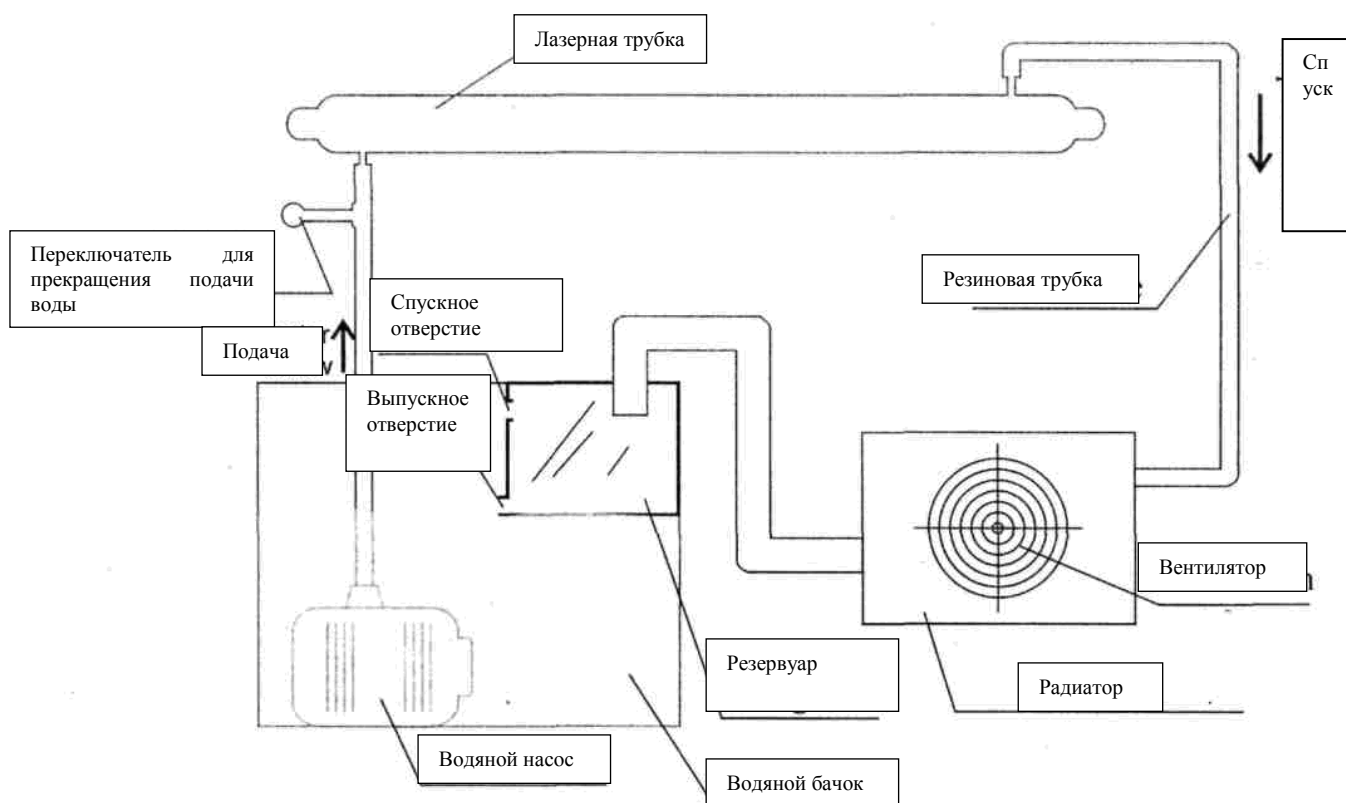 Лазерная трубка
Сп
уск
Переключатель для
прекращения подачи
воды
Резиновая трубка
Спускное
отверстие
Подача
Выпускное
отверстие
Вентилятор
Резервуар
Радиатор
Водяной насос
Водяной бачок